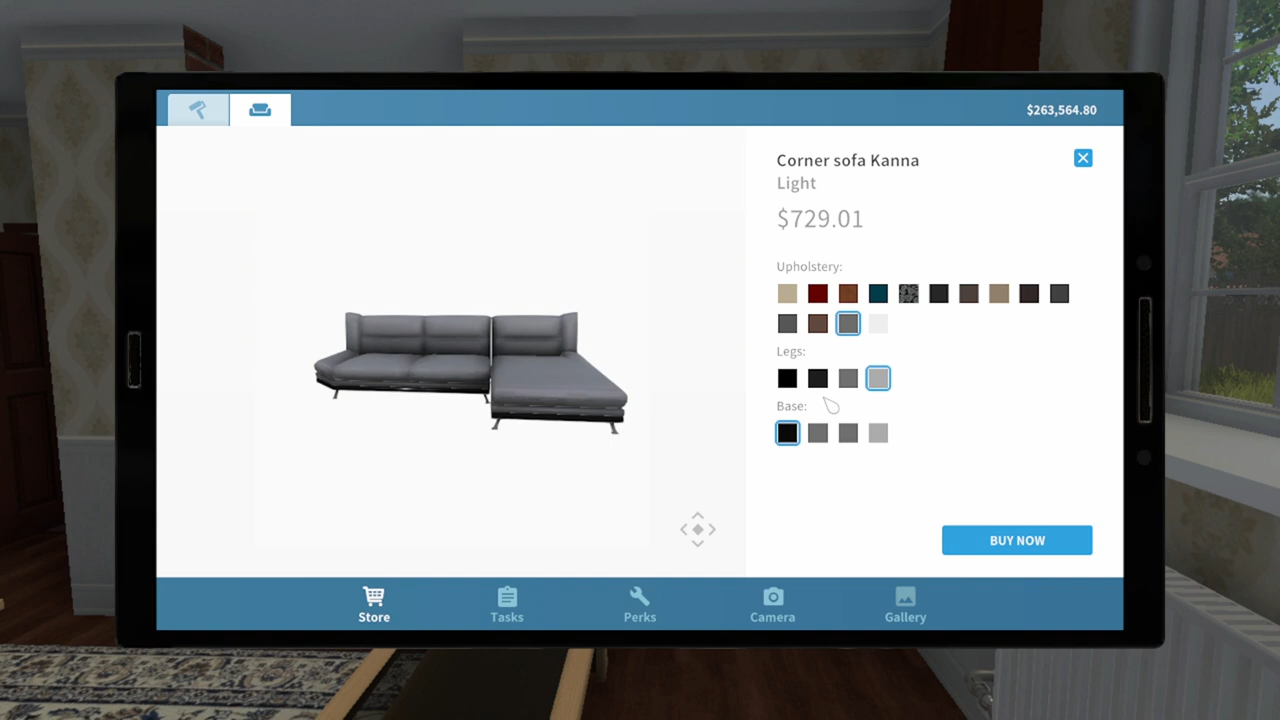 $263,564.80
Corner sofa Kanna
Light
$729.01
Upholstery:
Legs:
Base:
BUY NOW
Store
Tasks
Perks
Camera
Gallery